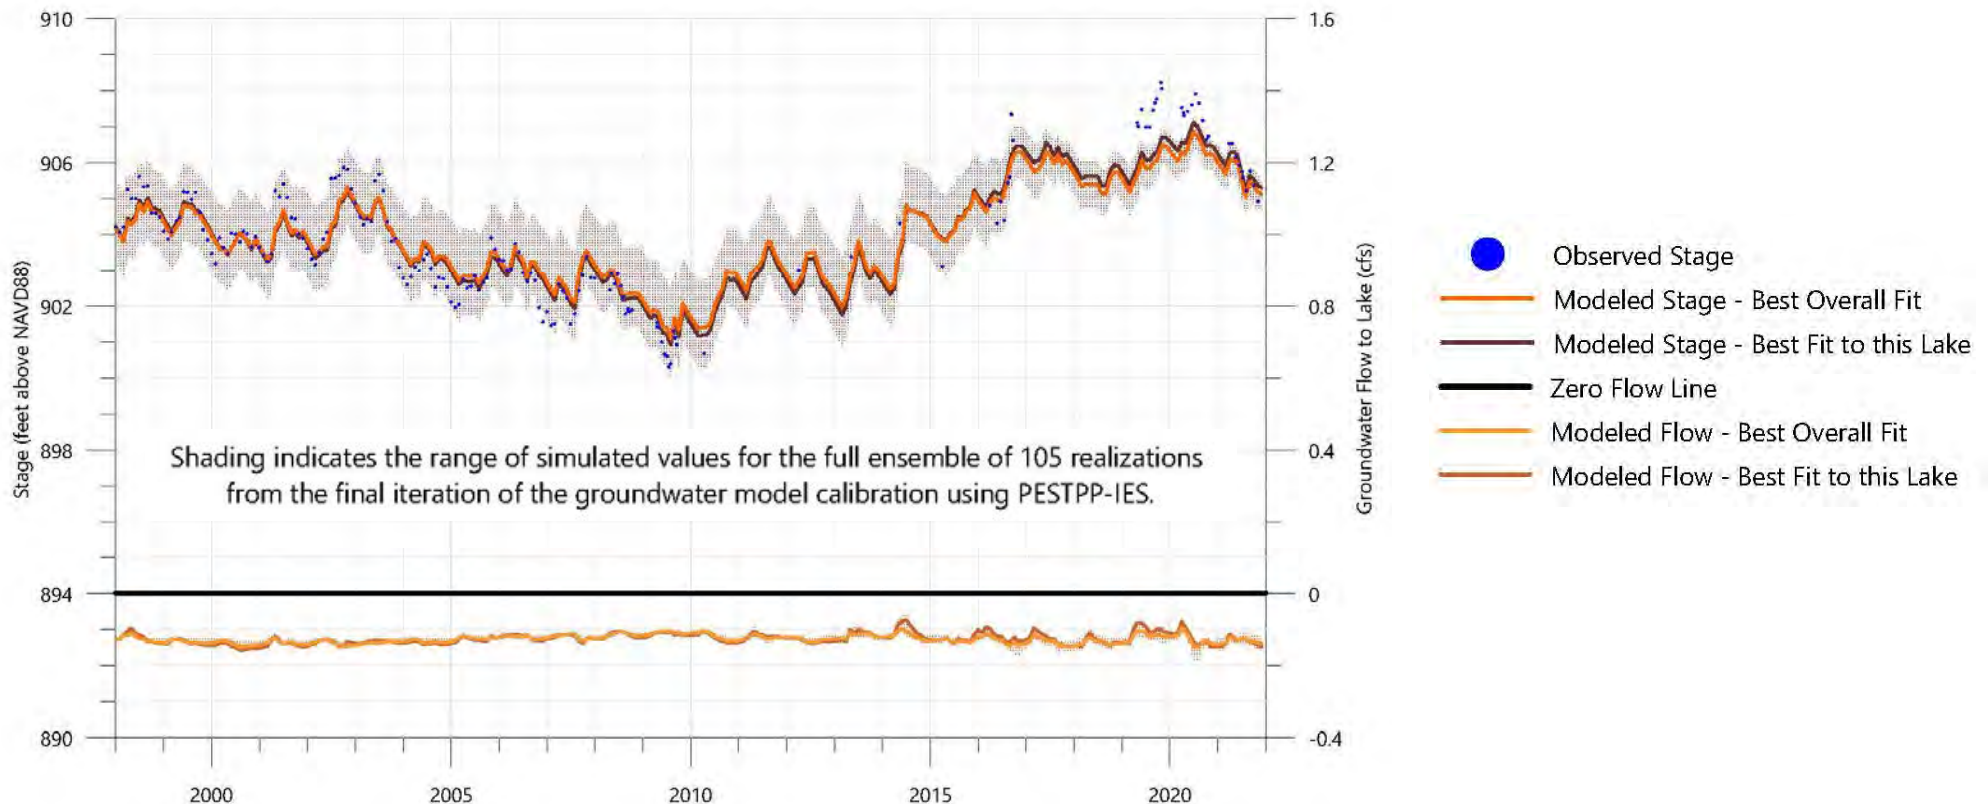 910
906
902
898
894
890
Stage (feet above NAVD88)
1.6
1.2
0.8
0.4
0
-0.4
Groundwater Flow to Lake (cfs)
2000
2005
2010
2015
2020
Shading indicates the range of simulated values for the full ensemble of 105 realizations
from the final iteration of the groundwater model calibration using PESTPP-IES.
Observed Stage
Modeled Stage - Best Overall Fit
Modeled Stage - Best Fit to this Lake
Zero Flow Line
Modeled Flow - Best Overall Fit
Modeled Flow - Best Fit to this Lake